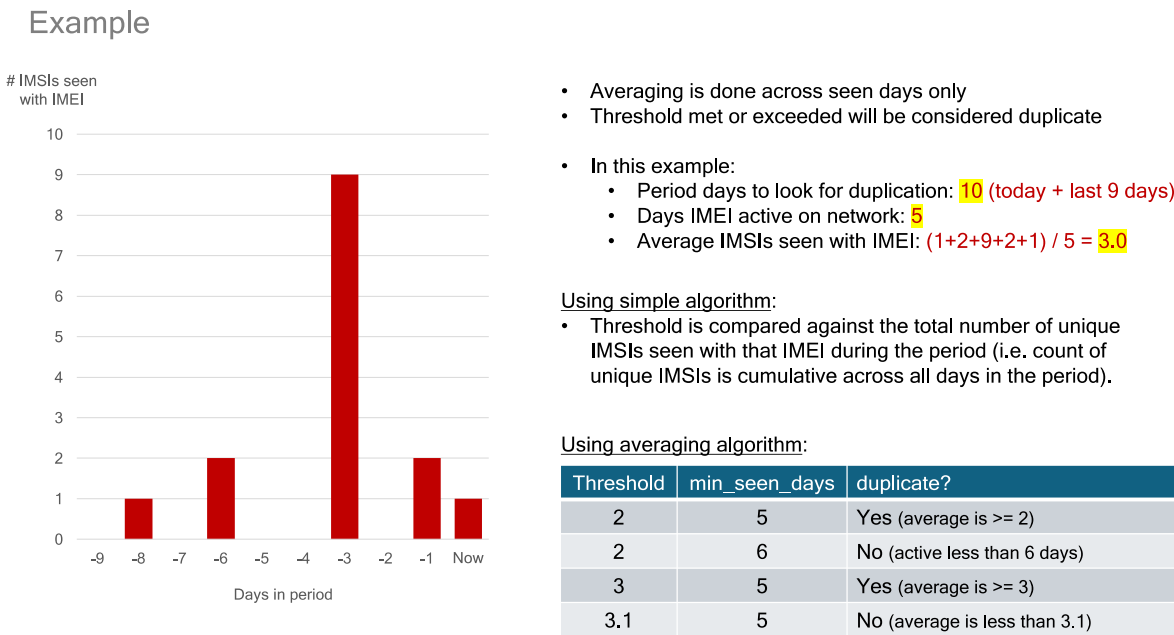 Example
# IMSIs seen
with IMEI
10
9
8
7
6
5
4
3
2
1
0
-9 -8 -7 -6 -5 -4 -3 -2 -1 Now
Days in period
• Averaging is done across seen days only
• Threshold met or exceeded will be considered duplicate
• In this example:
• Period days to look for duplication: 10 (today + last 9 days)
• Days IMEI active on network: 5
• Average IMSIs seen with IMEI: (1+2+9+2+1) / 5 = 3.0
Using simple algorithm:
• Threshold is compared against the total number of unique
IMSIs seen with that IMEI during the period (i.e. count of
unique IMSIs is cumulative across all days in the period).
Using averaging algorithm:
Threshold min_seen_days duplicate?
2 5 Yes (average is >= 2)
2 6 No (active less than 6 days)
3 5 Yes (average is >= 3)
3.1 5 No (average is less than 3.1)